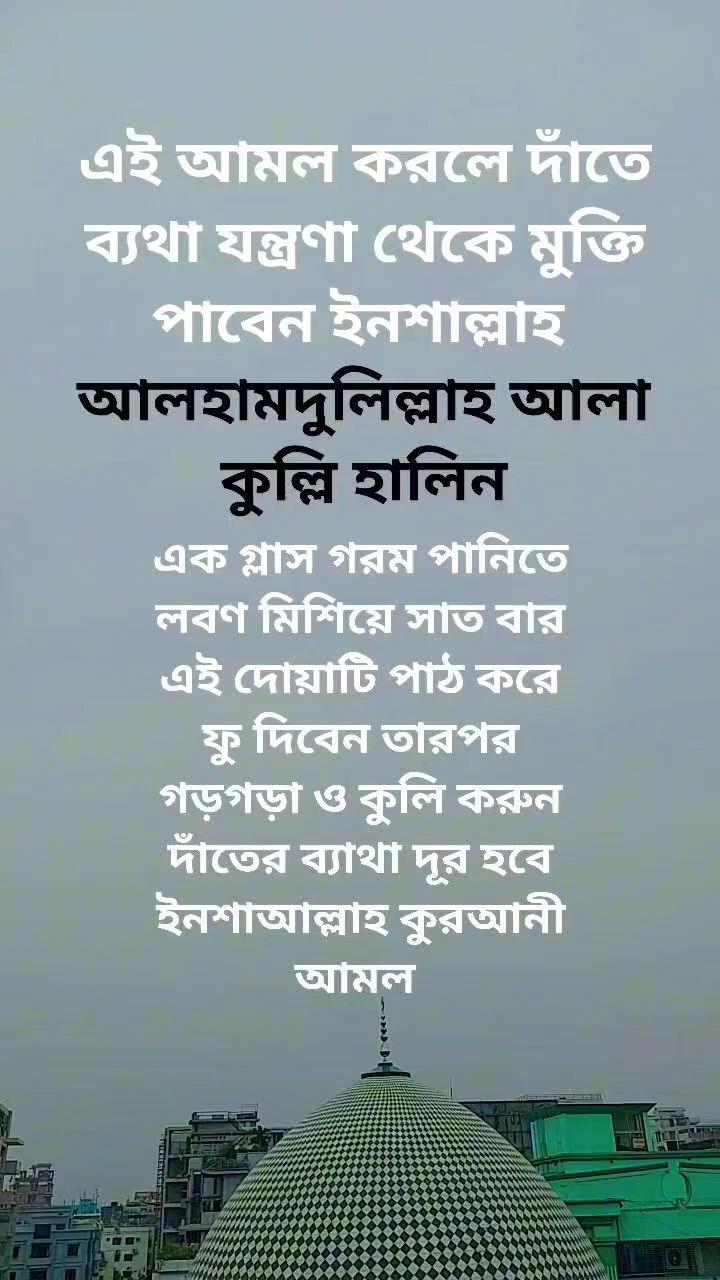 এই আমল করলে দাঁতে
ব্যথা যন্ত্রণা থেকে মুক্তি
পাবেন ইনশাল্লাহ
আলহামদুলিল্লাহ আলা
কুল্লি হালিন
এক গ্লাস গরম পানিতে
লবণ মিশিয়ে সাত বার
এই দোয়াটি পাঠ করে
ফু দিবেন তারপর
গড়গড়া ও কুলি করুন
দাঁতের ব্যাথা দূর হবে
ইনশাআল্লাহ কুরআনী
আমল